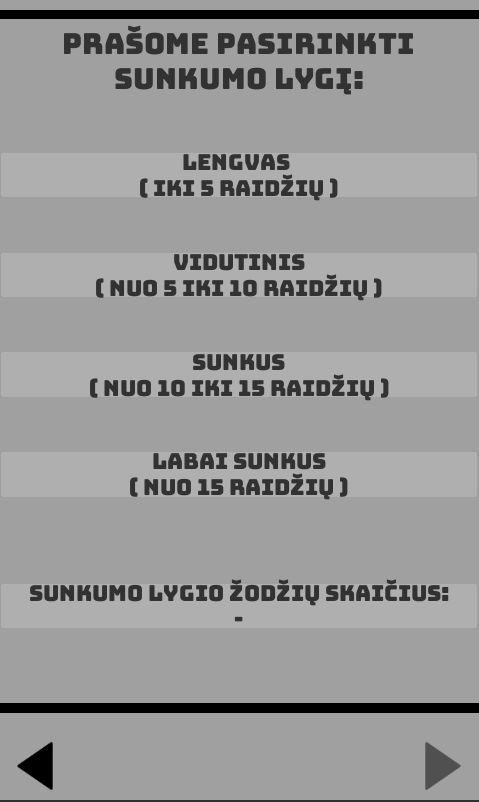 PRAŠOME PASIRINKTI
SUNKUMO LYGĮ:
LENGVAS
( IKI 5 RAIDŽIŲ )
VIDUTINIS
( NUO 5 IKI 10 RAIDŽIŲ )
SUNKUS
( NUO 10 IKI 15 RAIDŽIŲ )
LABAI SUNKUS
( NUO 15 RAIDŽIŲ )
SUNKUMO LYGIO ŽODŽIŲ SKAIČIUS:
-